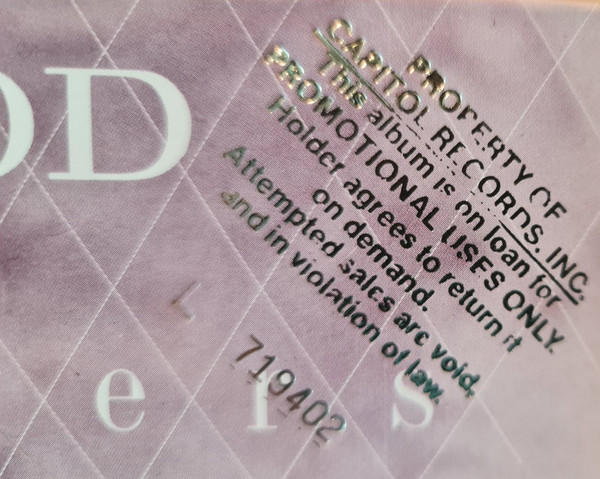 OD
PROPERTY OF
CAPITOL RECORDS, INC.
This album is on loan for
PROMOTIONAL USES ONLY.
Holder agrees to return it
on demand.
Attempted sales are void,
and in violation of law.
L 719402
ers